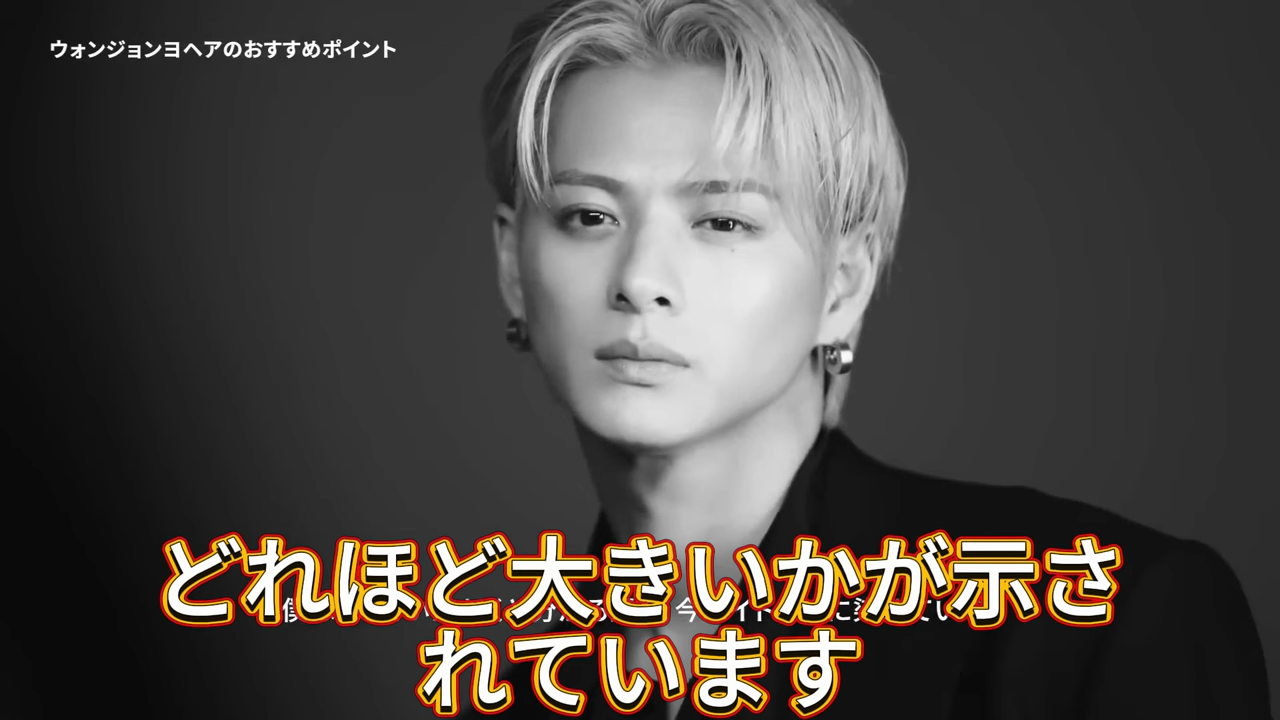 ウォンジョンヨヘアのおすすめポイント
どれほど大きいかが示さ
れています